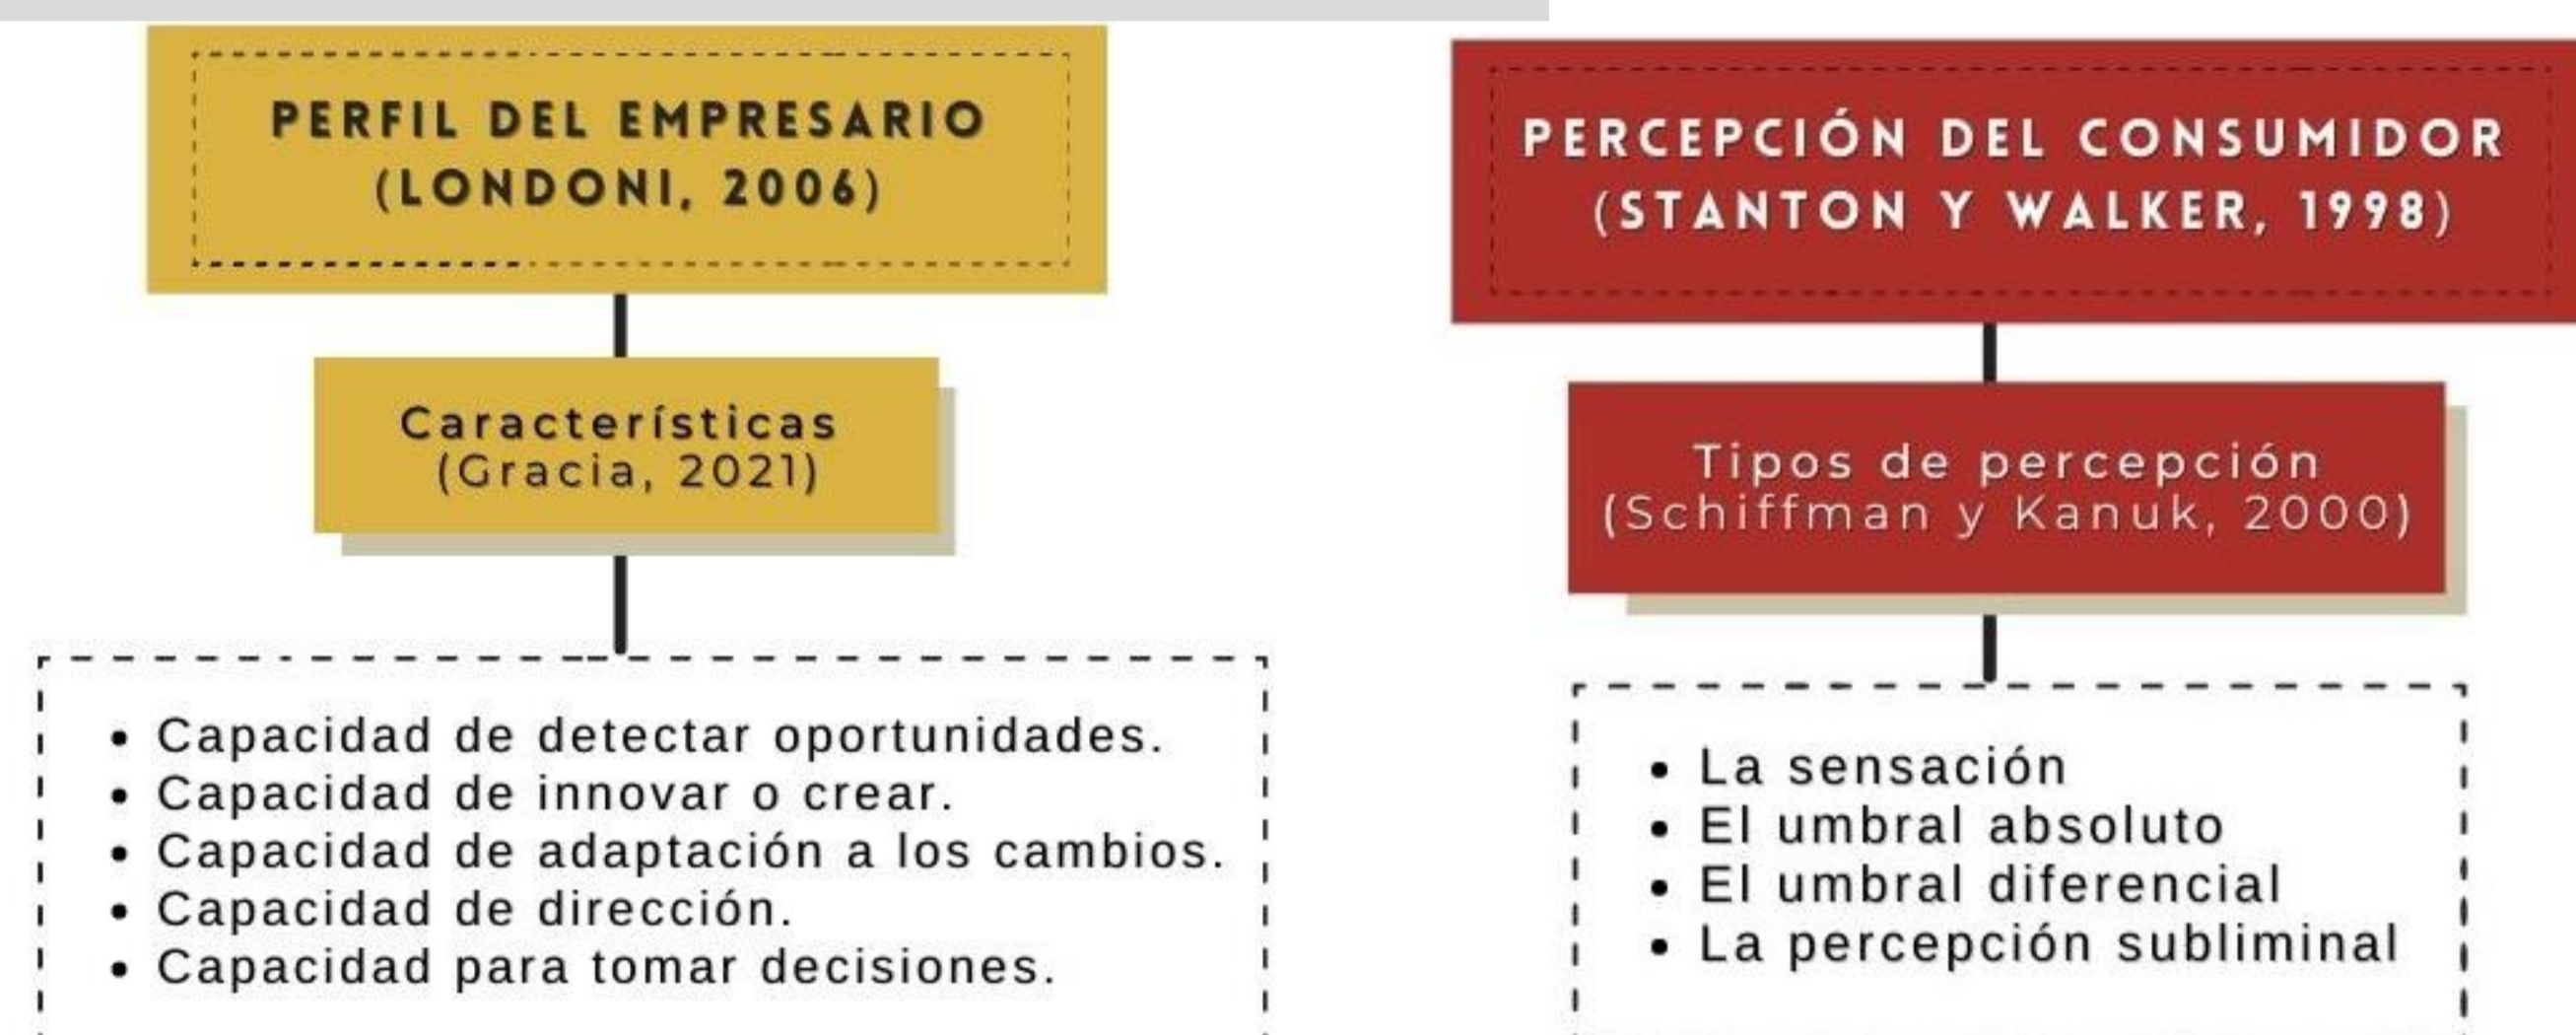 PERFIL DEL EMPRESARIO
(LONDONI, 2006)
Características
(Gracia, 2021)
• Capacidad de detectar oportunidades.
• Capacidad de innovar o crear.
• Capacidad de adaptación a los cambios.
• Capacidad de dirección.
• Capacidad para tomar decisiones.
PERCEPCIÓN DEL CONSUMIDOR
(STANTON Y WALKER, 1998)
Tipos de percepción
(Schiffman y Kanuk, 2000)
• La sensación
• El umbral absoluto
• El umbral diferencial
• La percepción subliminal